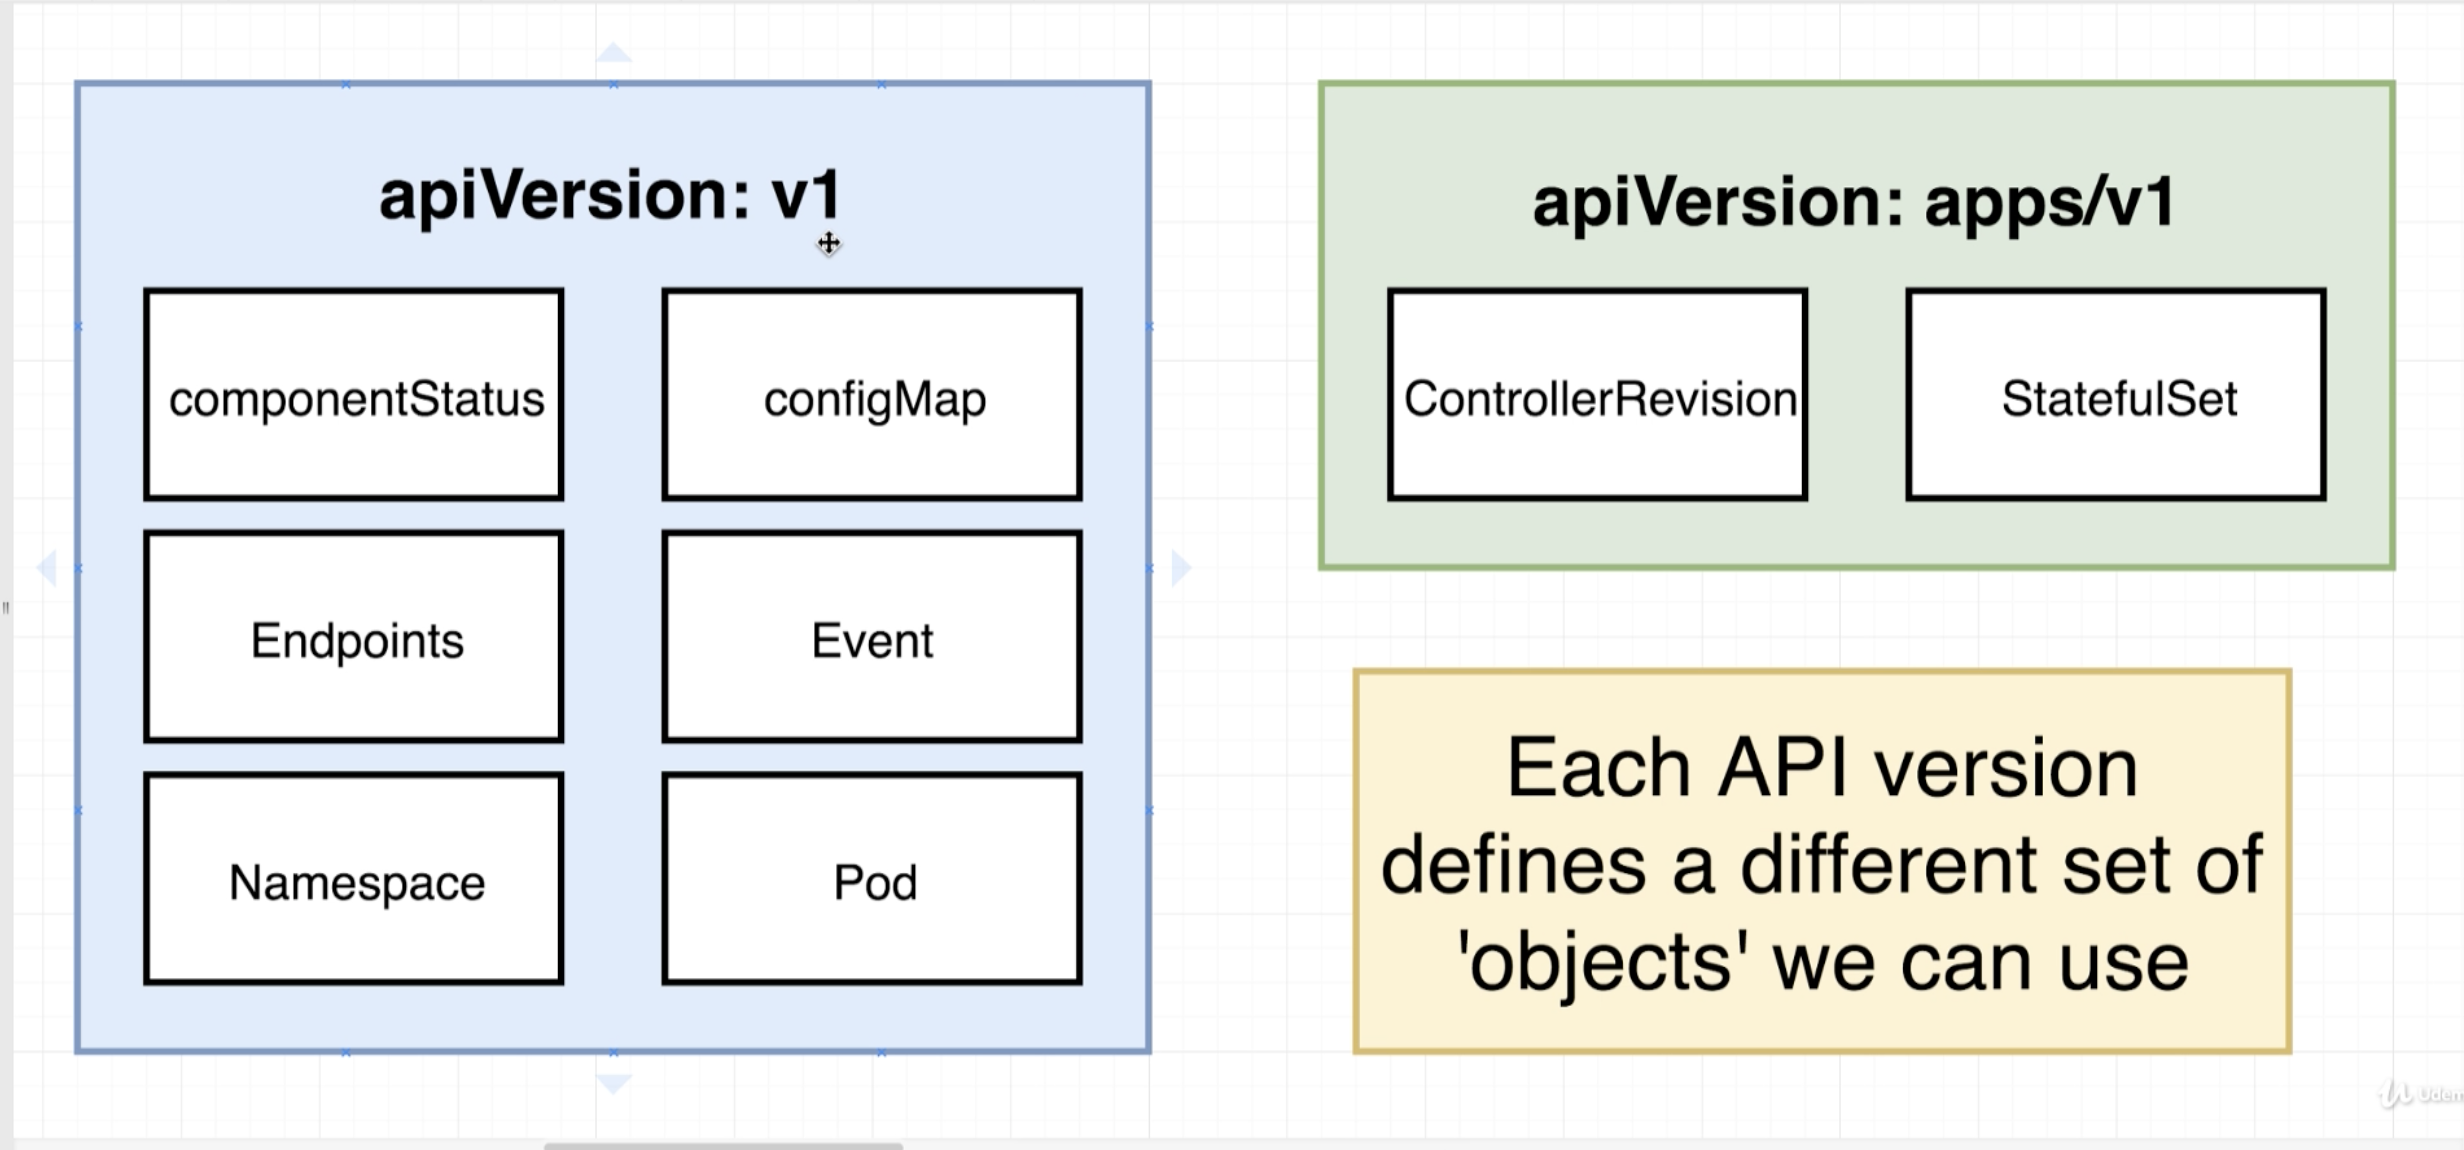 apiVersion: v1
componentStatus
configMap
Endpoints
Event
Namespace
Pod
apiVersion: apps/v1
ControllerRevision
StatefulSet
Each API version
defines a different set of
'objects' we can use